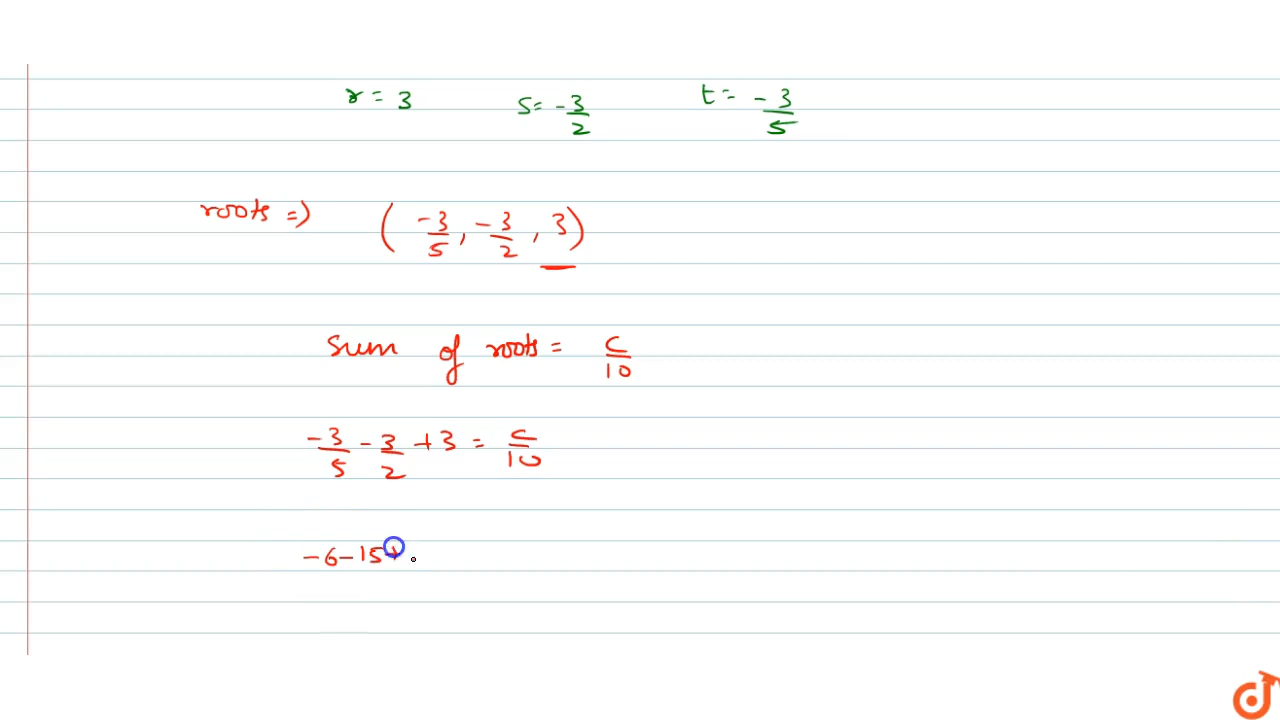 r = 3 s = -3/2 t = -3/5
roots => (-3/5, -3/2, 3)
Sum of roots = c/10
-3/5 - 3/2 + 3 = c/10
-6-15+